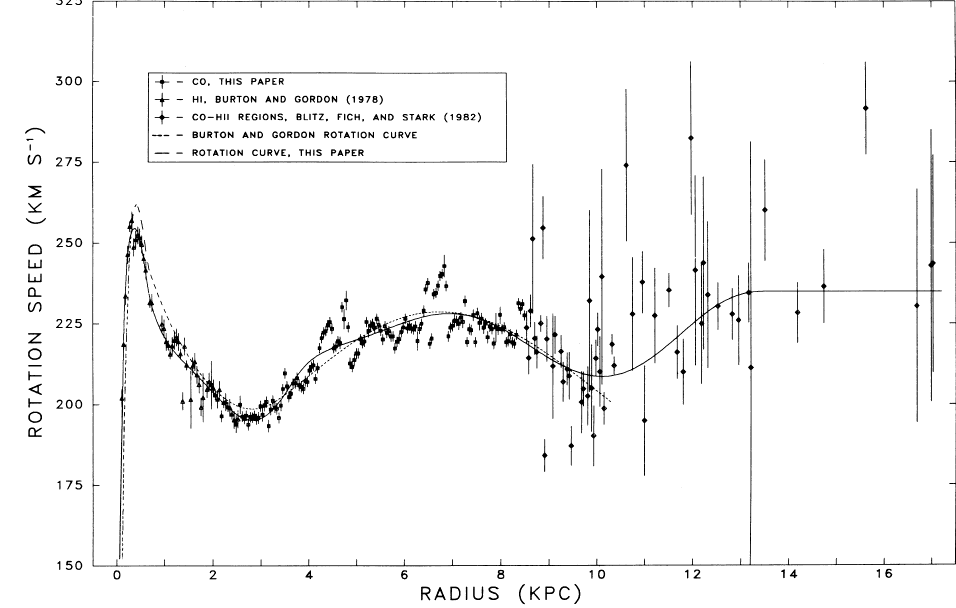 325
300
275
250
225
200
175
150
ROTATION SPEED (KM S⁻¹)
– CO, THIS PAPER
– HI, BURTON AND GORDON (1978)
– CO–HII REGIONS, BLITZ, FICH, AND STARK (1982)
– BURTON AND GORDON ROTATION CURVE
– ROTATION CURVE, THIS PAPER
0 2 4 6 8 10 12 14 16
RADIUS (KPC)